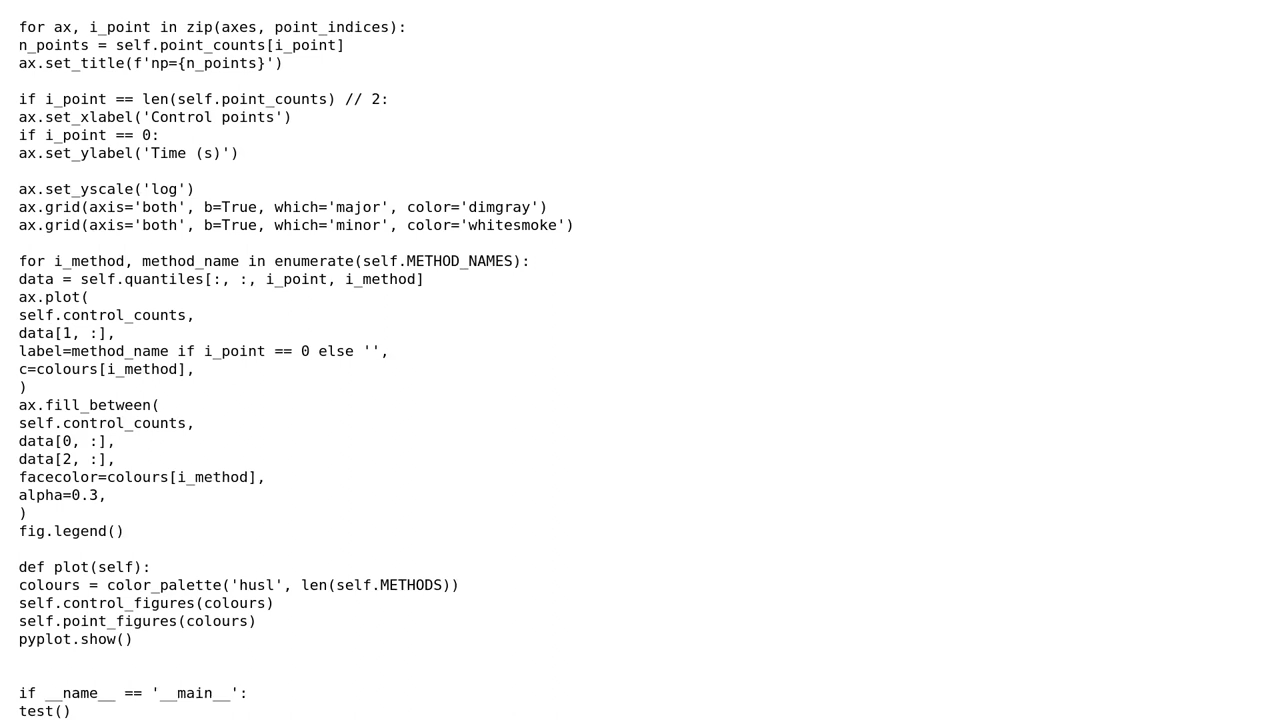 for ax, i_point in zip(axes, point_indices):
n_points = self.point_counts[i_point]
ax.set_title(f'np={n_points}')

if i_point == len(self.point_counts) // 2:
ax.set_xlabel('Control points')
if i_point == 0:
ax.set_ylabel('Time (s)')

ax.set_yscale('log')
ax.grid(axis='both', b=True, which='major', color='dimgray')
ax.grid(axis='both', b=True, which='minor', color='whitesmoke')

for i_method, method_name in enumerate(self.METHOD_NAMES):
data = self.quantiles[:, :, i_point, i_method]
ax.plot(
self.control_counts,
data[1, :],
label=method_name if i_point == 0 else '',
c=colours[i_method],
)
ax.fill_between(
self.control_counts,
data[0, :],
data[2, :],
facecolor=colours[i_method],
alpha=0.3,
)
fig.legend()

def plot(self):
colours = color_palette('husl', len(self.METHODS))
self.control_figures(colours)
self.point_figures(colours)
pyplot.show()


if __name__ == '__main__':
test()